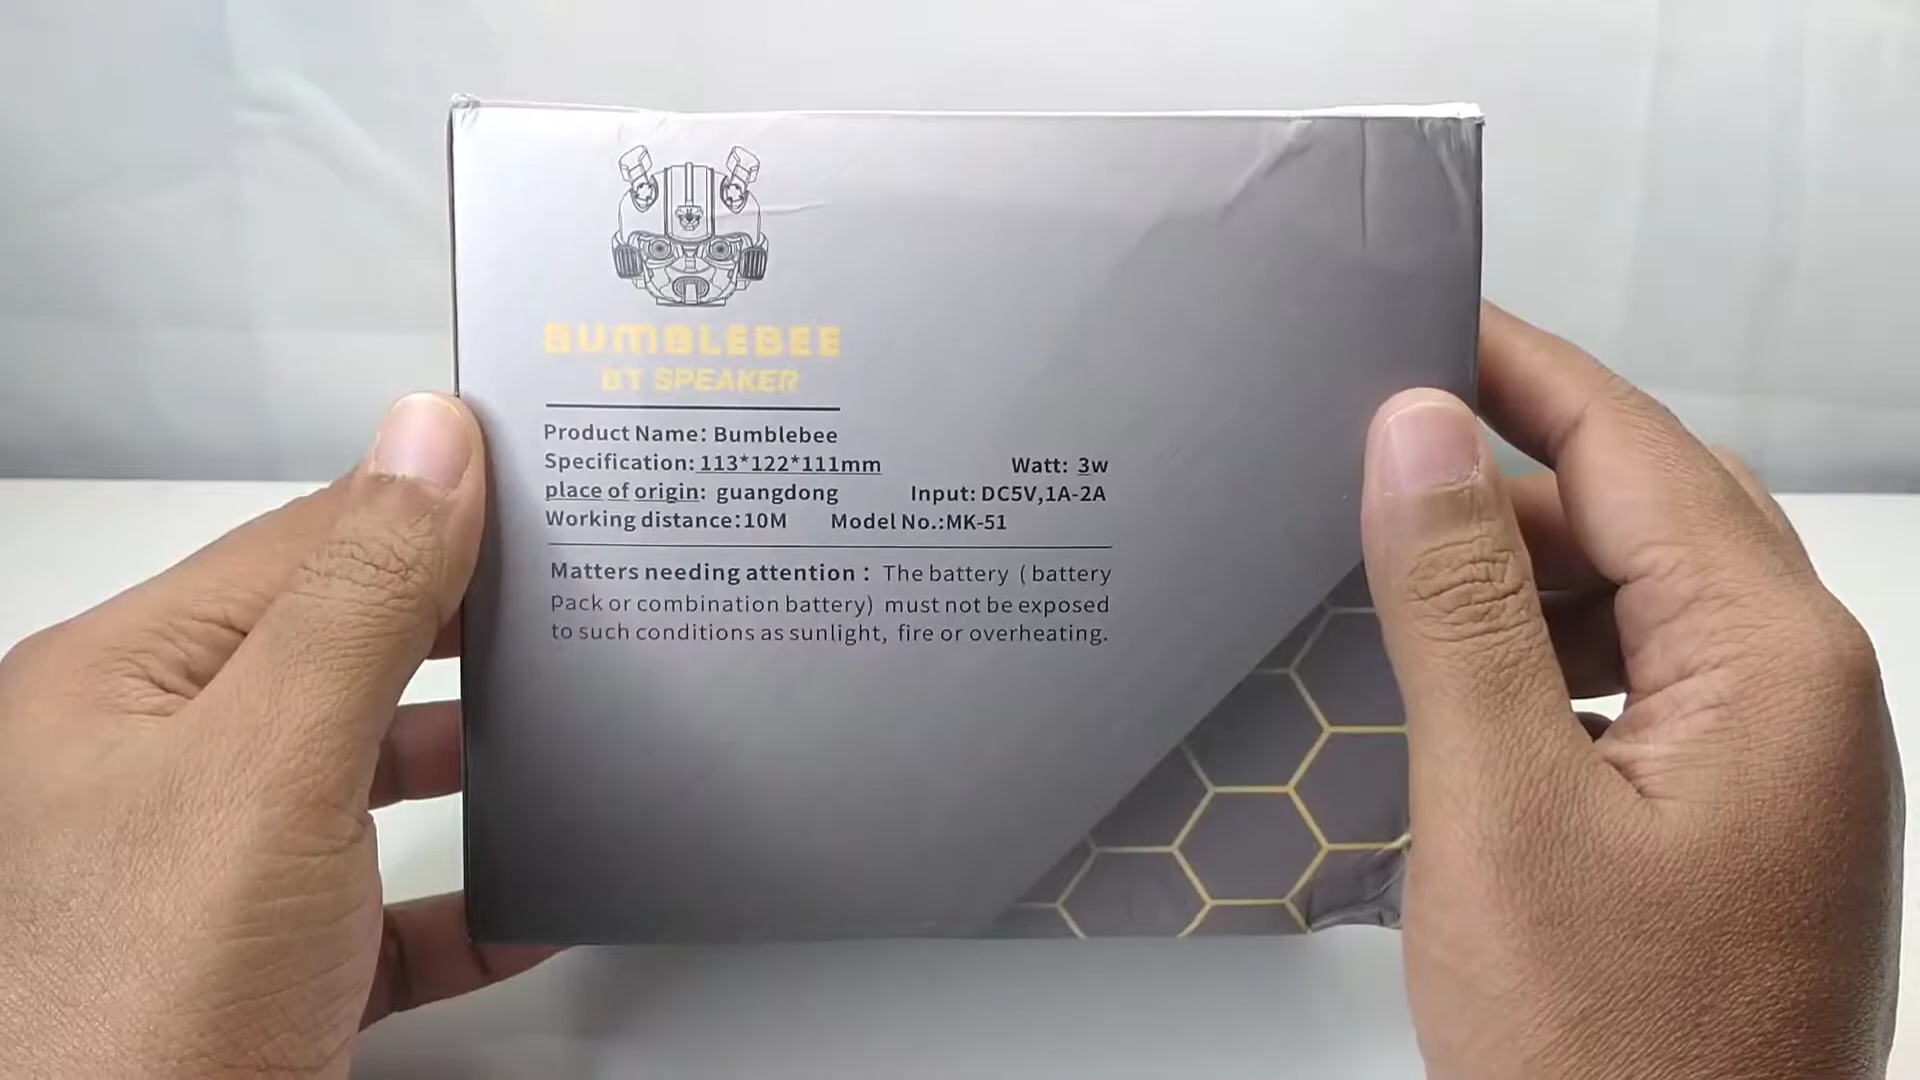 BUMBLEBEE
BT SPEAKER
Product Name: Bumblebee
Specification: 113*122*111mm Watt: 3w
place of origin: guangdong Input: DC5V,1A-2A
Working distance:10M Model No.:MK-51
Matters needing attention: The battery (battery
Pack or combination battery) must not be exposed
to such conditions as sunlight, fire or overheating.